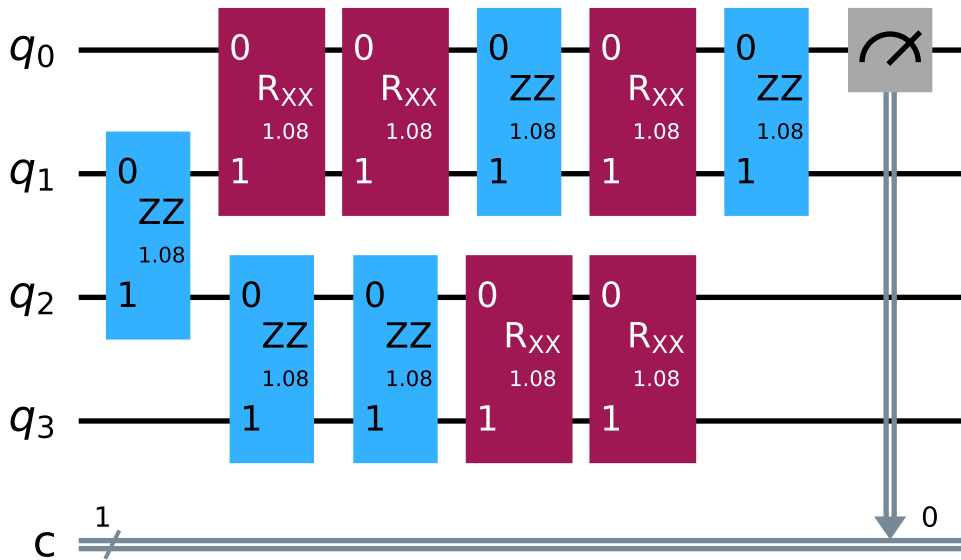 q0 0 0 0 0 0
RXX RXX ZZ RXX ZZ
1.08 1.08 1.08 1.08 1.08
q1 0 1 1 1 1 1
ZZ
1.08
q2 1 0 0 0 0
ZZ ZZ RXX RXX
1.08 1.08 1.08 1.08
q3 1 1 1 1
1 0
c